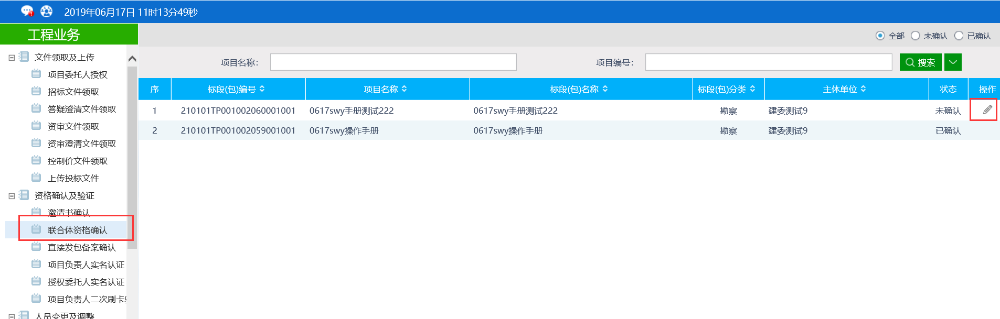 2019年06月17日 11时13分49秒
工程业务
全部 未确认 已确认
文件领取及上传
项目委托人授权
招标文件领取
答疑澄清文件领取
资审文件领取
资审澄清文件领取
控制价文件领取
上传投标文件
资格确认及验证
邀请书确认
联合体资格确认
直接发包备案确认
项目负责人实名认证
授权委托人实名认证
项目负责人二次刷卡
人员变更及调整
项目名称： 项目编号： 搜索
序 标段(包)编号 项目名称 标段(包)名称 标段(包)分类 主体单位 状态 操作
1 210101TP001002060001001 0617swy手册测试222 0617swy手册测试222 勘察 建委测试9 未确认
2 210101TP001002059001001 0617swy操作手册 0617swy操作手册 勘察 建委测试9 已确认